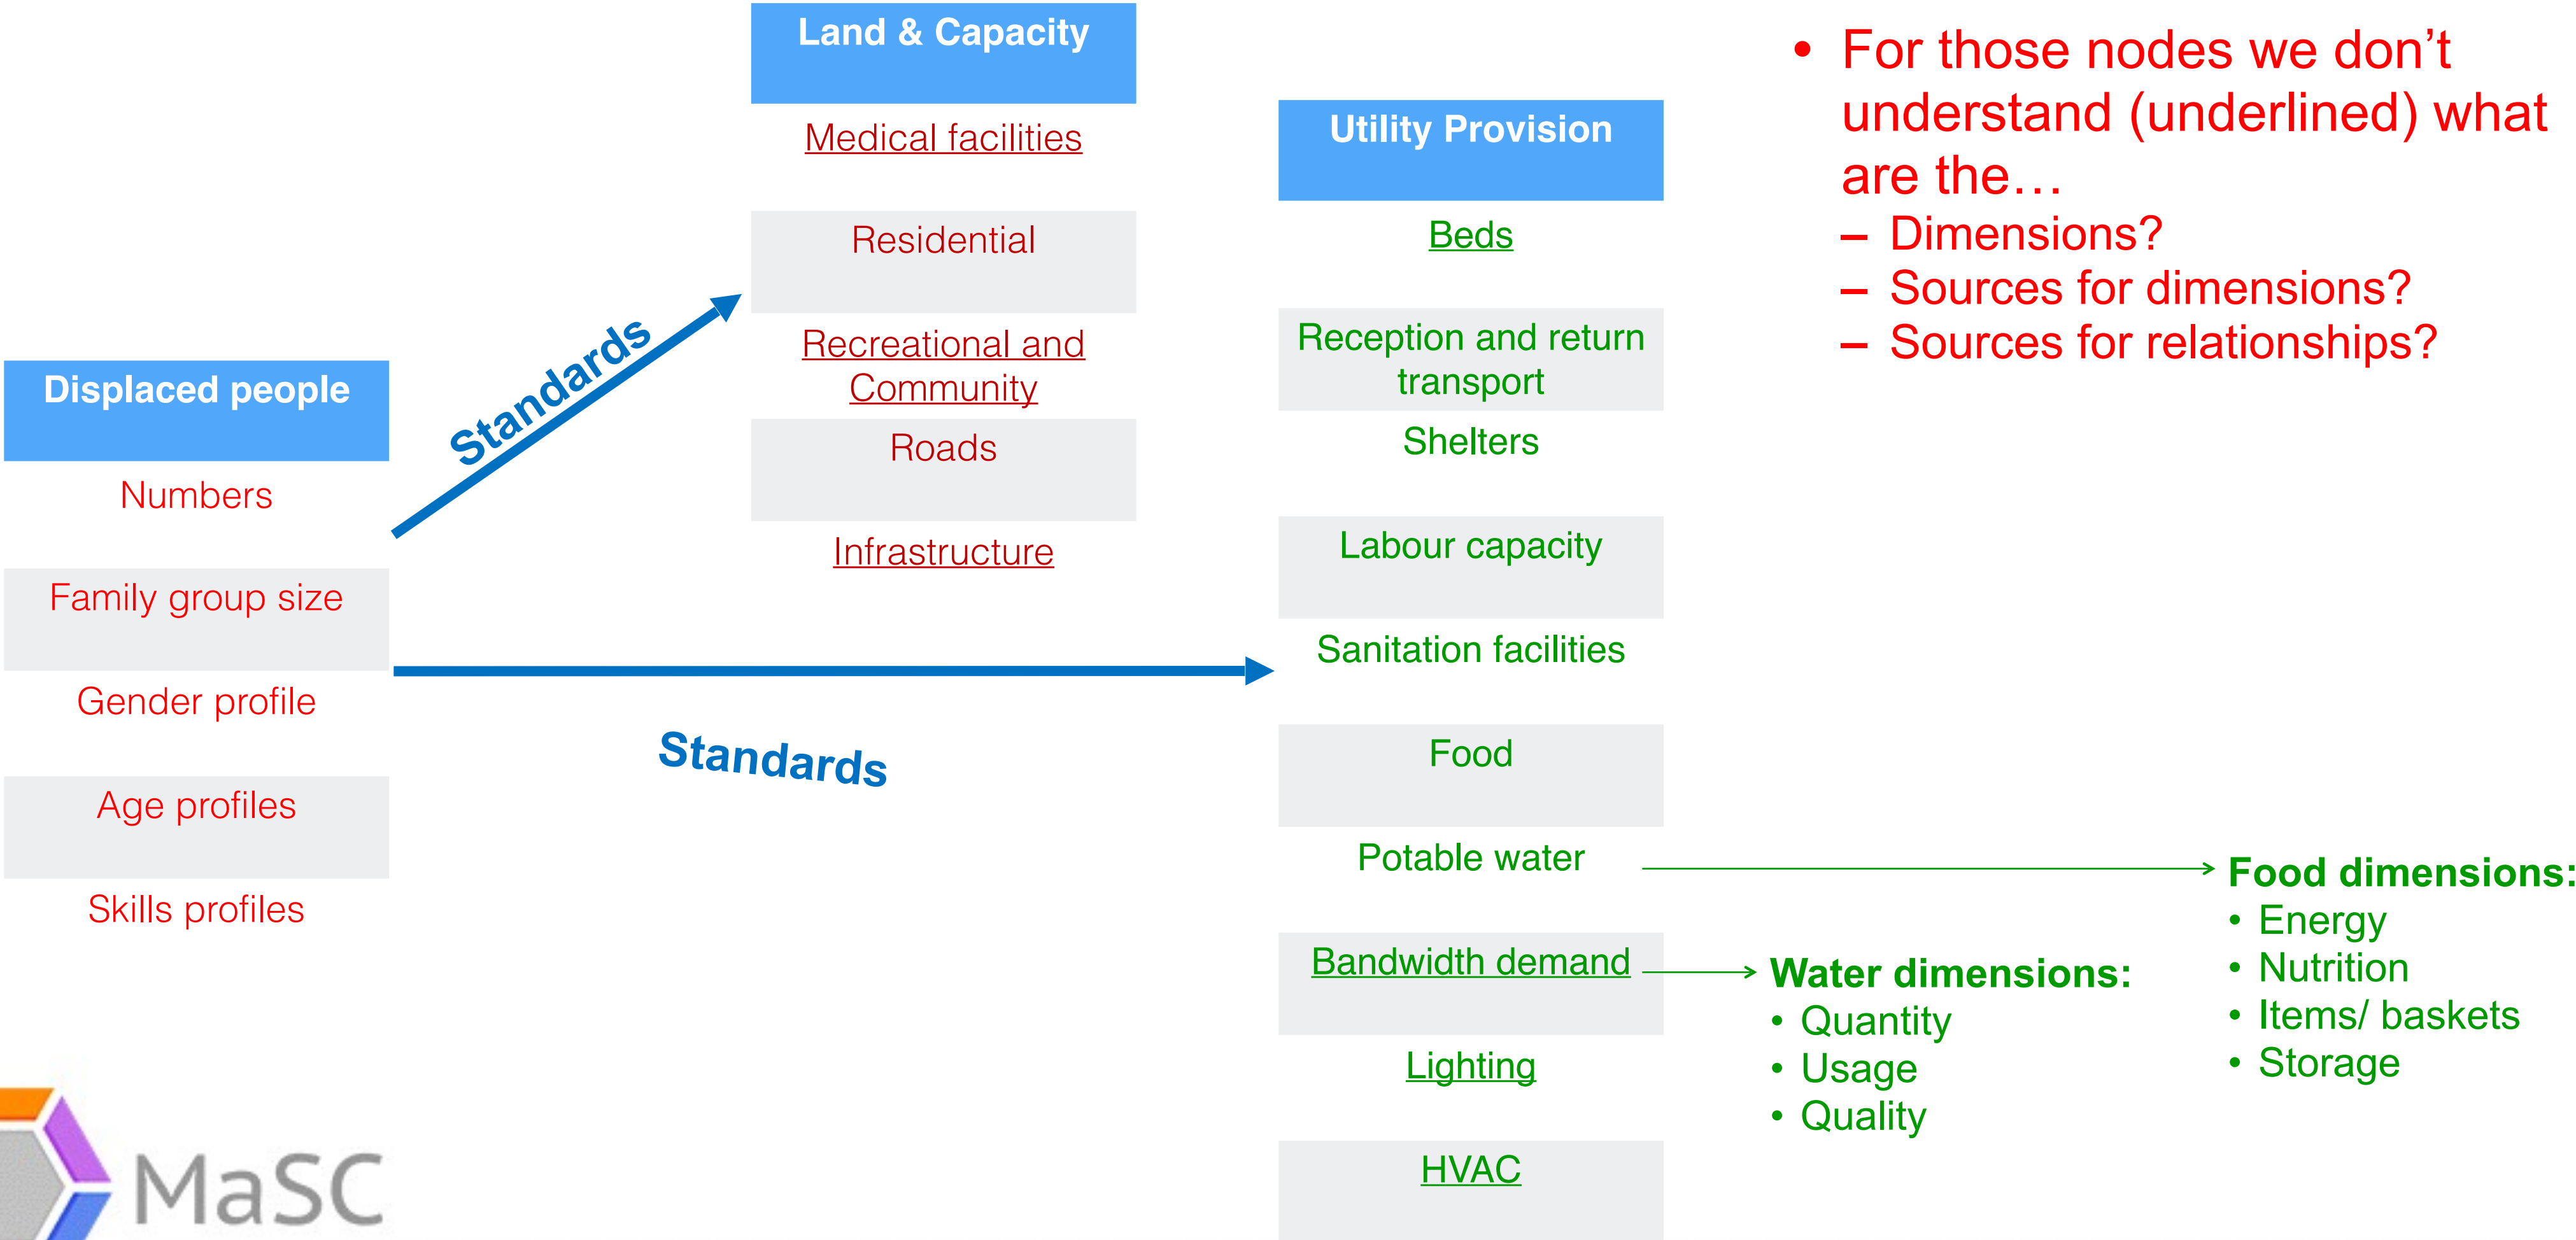 Land & Capacity
Medical facilities
Residential
Recreational and
Community
Roads
Infrastructure
Displaced people
Numbers
Family group size
Gender profile
Age profiles
Skills profiles
Standards
Standards
Utility Provision
Beds
Reception and return
transport
Shelters
Labour capacity
Sanitation facilities
Food
Potable water
Bandwidth demand
Lighting
HVAC
• For those nodes we don’t
understand (underlined) what
are the…
– Dimensions?
– Sources for dimensions?
– Sources for relationships?
Water dimensions:
• Quantity
• Usage
• Quality
Food dimensions:
• Energy
• Nutrition
• Items/ baskets
• Storage
MaSC